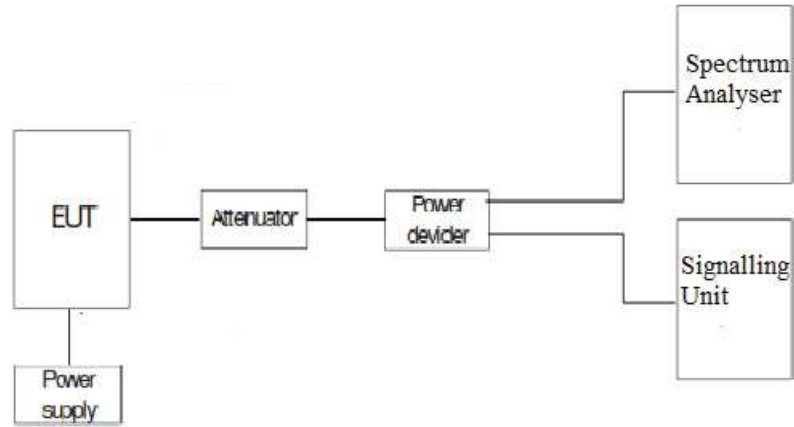 Spectrum
Analyser
EUT
Attenuator
Power
devider
Signalling
Unit
Power
supply